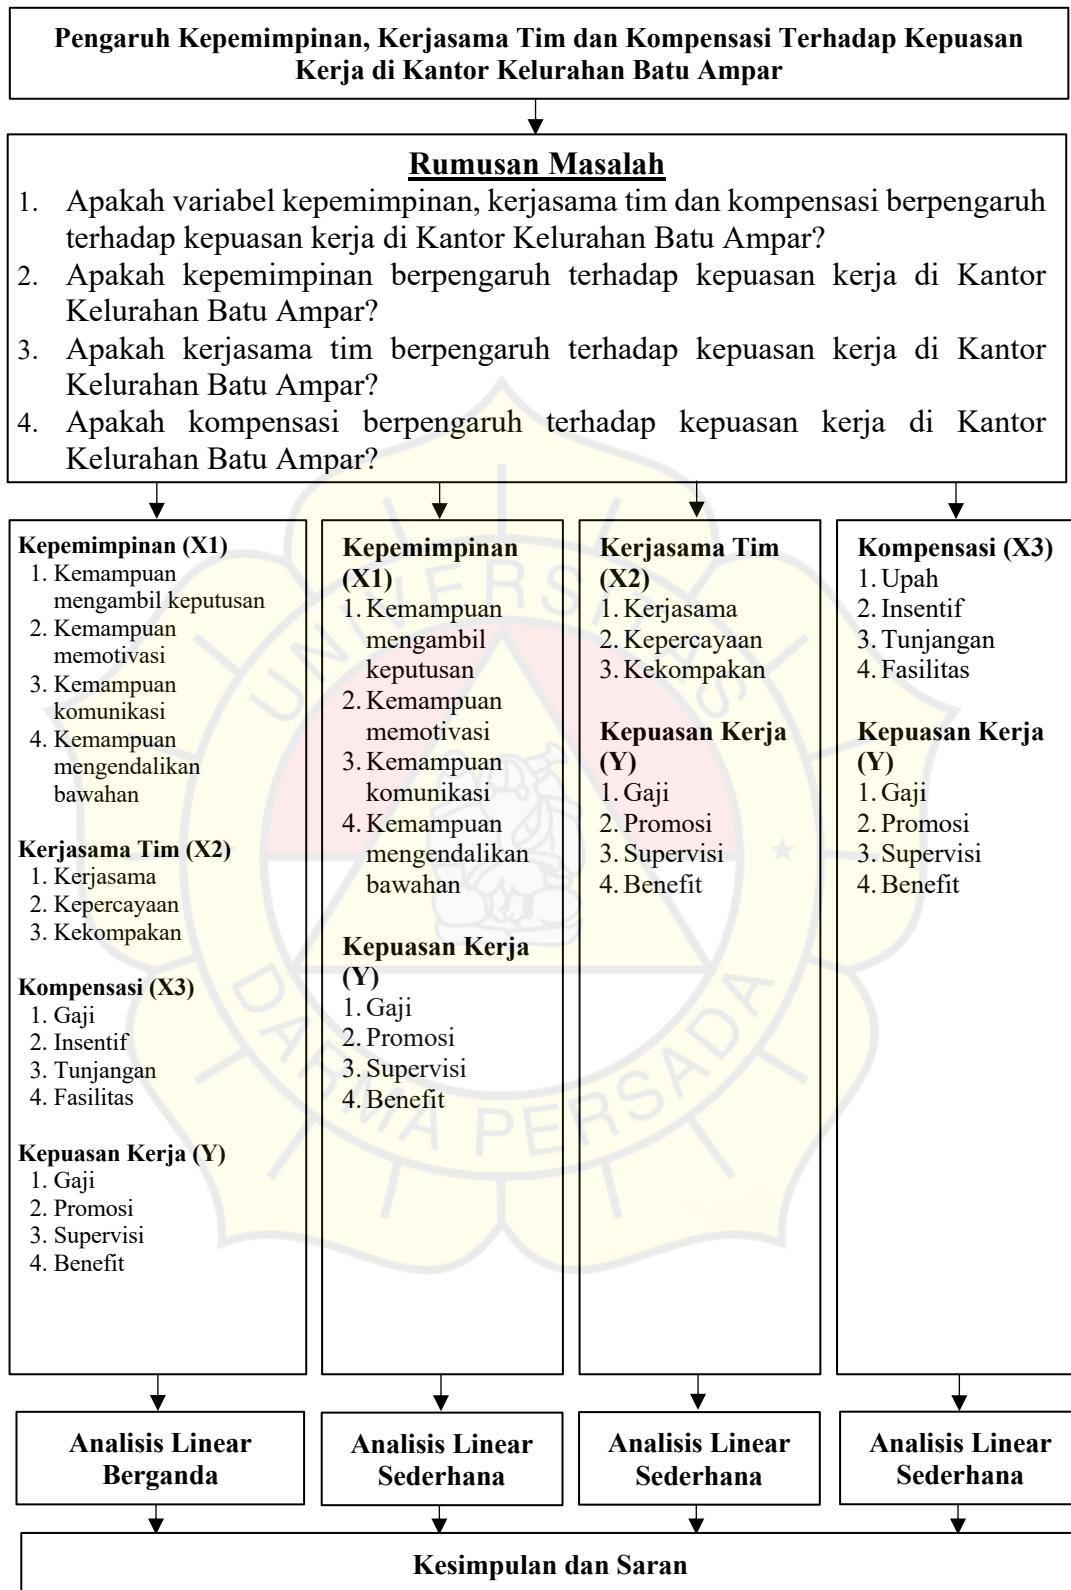 Pengaruh Kepemimpinan, Kerjasama Tim dan Kompensasi Terhadap Kepuasan
Kerja di Kantor Kelurahan Batu Ampar
Rumusan Masalah
1. Apakah variabel kepemimpinan, kerjasama tim dan kompensasi berpengaruh
terhadap kepuasan kerja di Kantor Kelurahan Batu Ampar?
2. Apakah kepemimpinan berpengaruh terhadap kepuasan kerja di Kantor
Kelurahan Batu Ampar?
3. Apakah kerjasama tim berpengaruh terhadap kepuasan kerja di Kantor
Kelurahan Batu Ampar?
4. Apakah kompensasi berpengaruh terhadap kepuasan kerja di Kantor
Kelurahan Batu Ampar?
Kepemimpinan (X1)
1. Kemampuan
mengambil keputusan
2. Kemampuan
memotivasi
3. Kemampuan
komunikasi
4. Kemampuan
mengendalikan
bawahan
Kerjasama Tim (X2)
1. Kerjasama
2. Kepercayaan
3. Kekompakan
Kompensasi (X3)
1. Gaji
2. Insentif
3. Tunjangan
4. Fasilitas
Kepuasan Kerja (Y)
1. Gaji
2. Promosi
3. Supervisi
4. Benefit
Kepemimpinan
(X1)
1. Kemampuan
mengambil
keputusan
2. Kemampuan
memotivasi
3. Kemampuan
komunikasi
4. Kemampuan
mengendalikan
bawahan
Kepuasan Kerja
(Y)
1. Gaji
2. Promosi
3. Supervisi
4. Benefit
Kerjasama Tim
(X2)
1. Kerjasama
2. Kepercayaan
3. Kekompakan
Kepuasan Kerja
(Y)
1. Gaji
2. Promosi
3. Supervisi
4. Benefit
Kompensasi (X3)
1. Upah
2. Insentif
3. Tunjangan
4. Fasilitas
Kepuasan Kerja
(Y)
1. Gaji
2. Promosi
3. Supervisi
4. Benefit
Analisis Linear
Berganda
Analisis Linear
Sederhana
Analisis Linear
Sederhana
Analisis Linear
Sederhana
Kesimpulan dan Saran
UNIVERSITAS
DARMA PERSADA